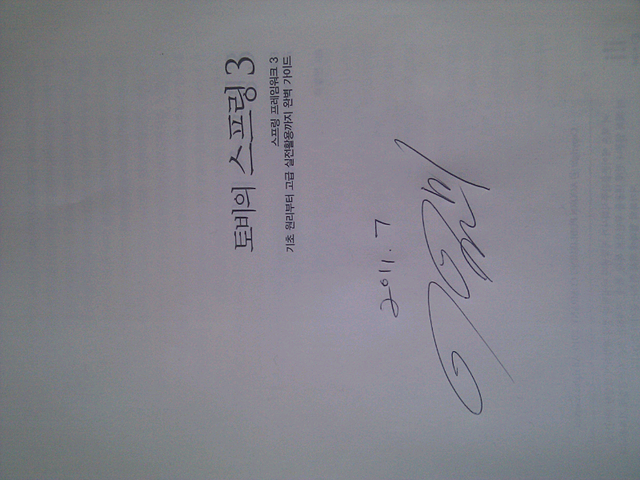 토비의 스프링 3
스프링 프레임워크 3
기초 원리부터 고급 실전활용까지 완벽 가이드
2011. 7